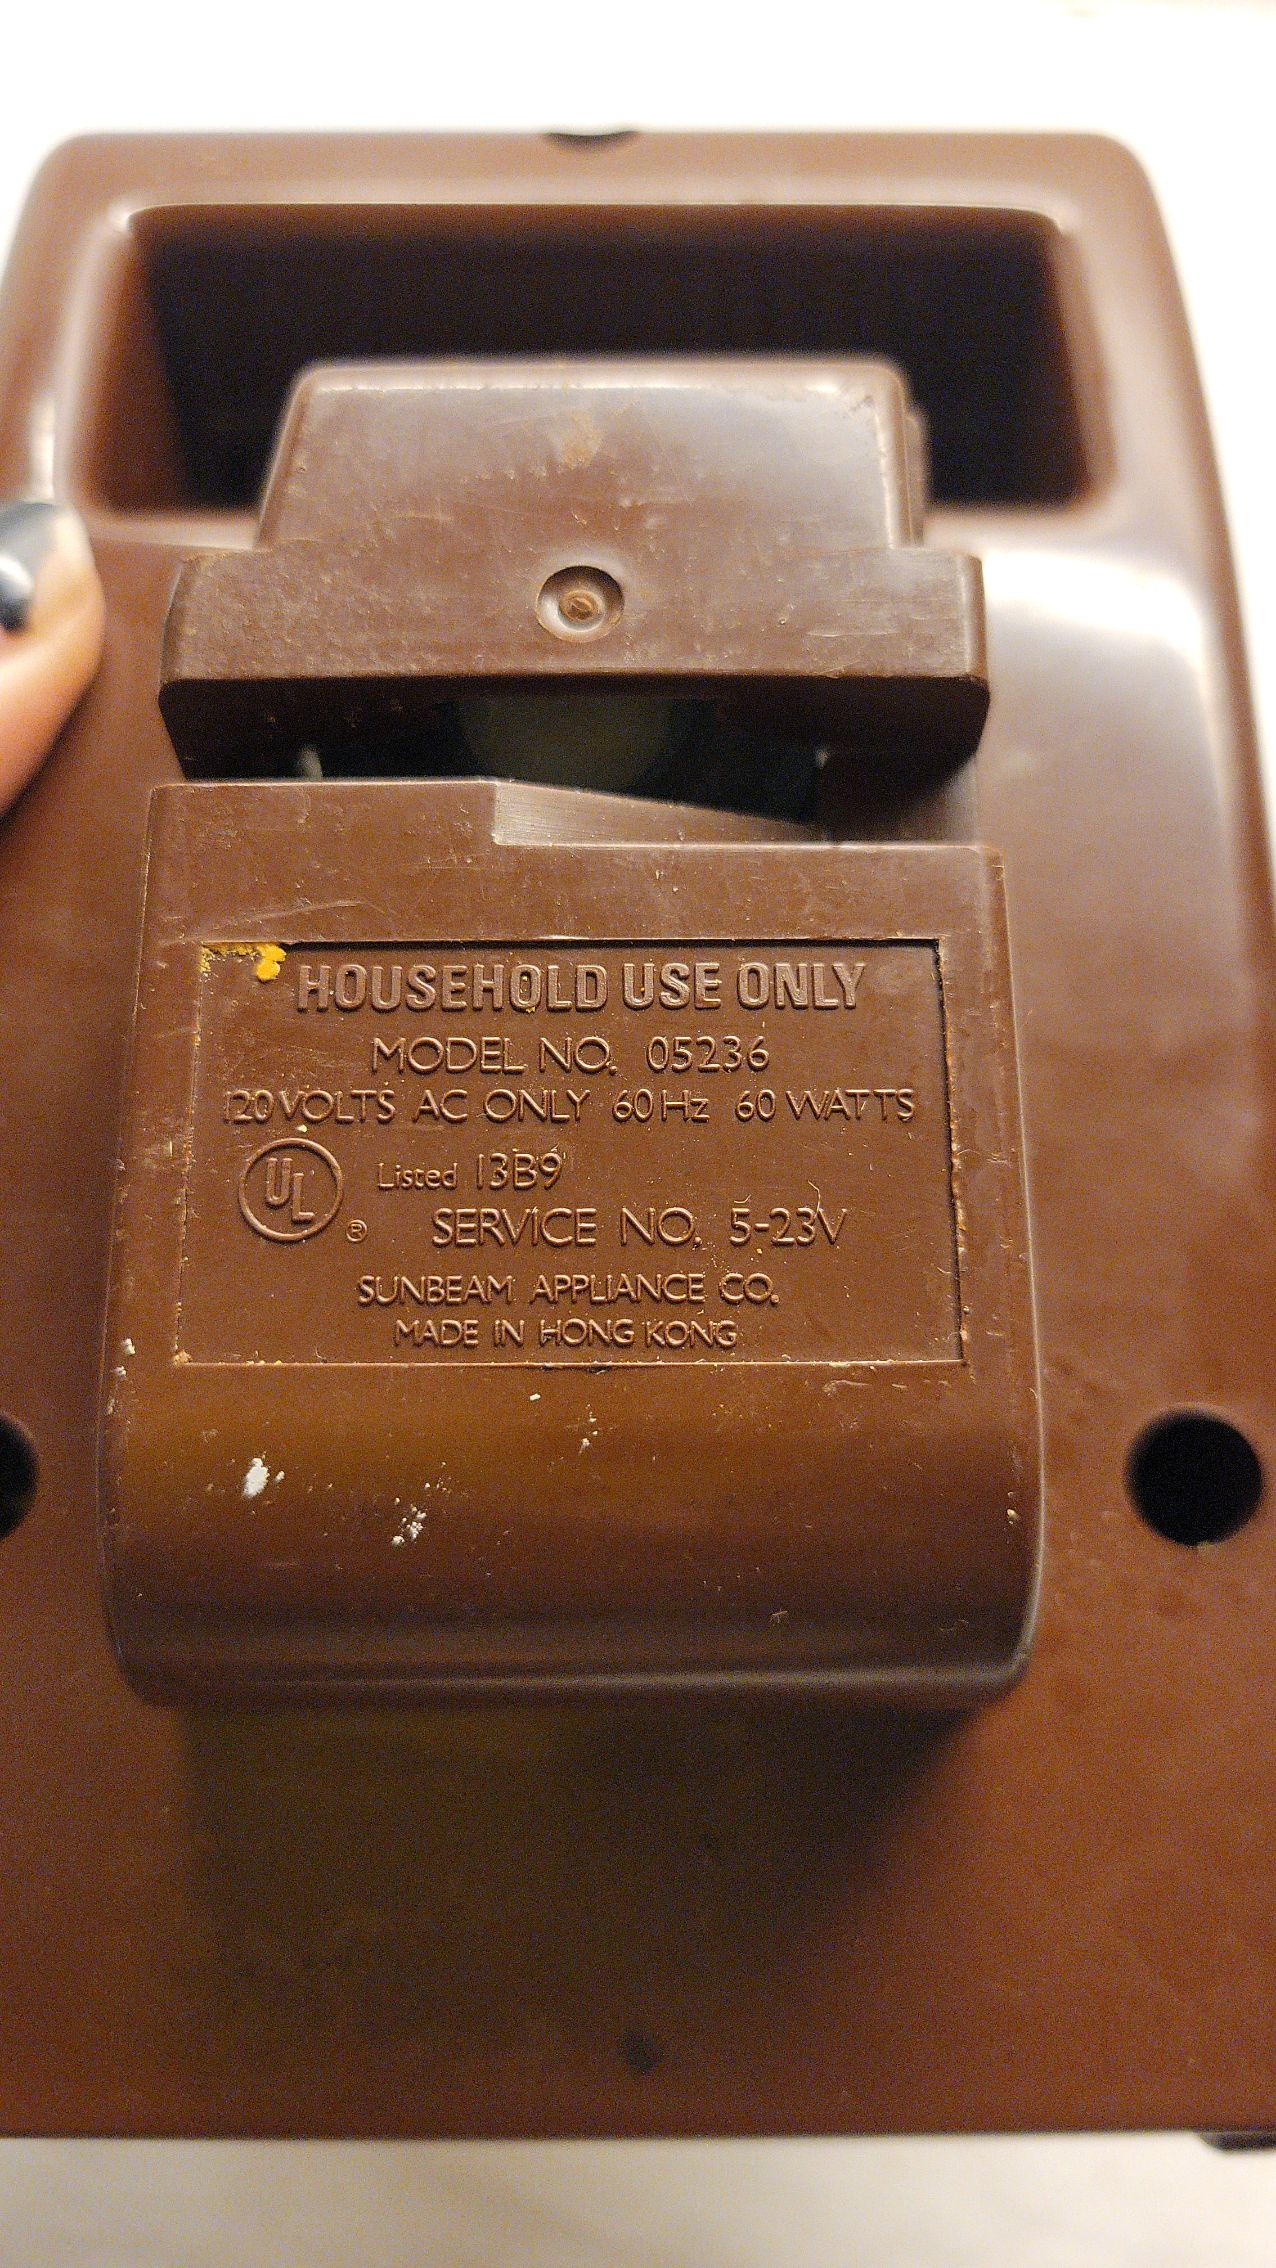 HOUSEHOLD USE ONLY
MODEL NO. 05236
120 VOLTS AC ONLY 60 Hz 60 WATTS
UL ® Listed 13B9
SERVICE NO. 5-23V
SUNBEAM APPLIANCE CO.
MADE IN HONG KONG